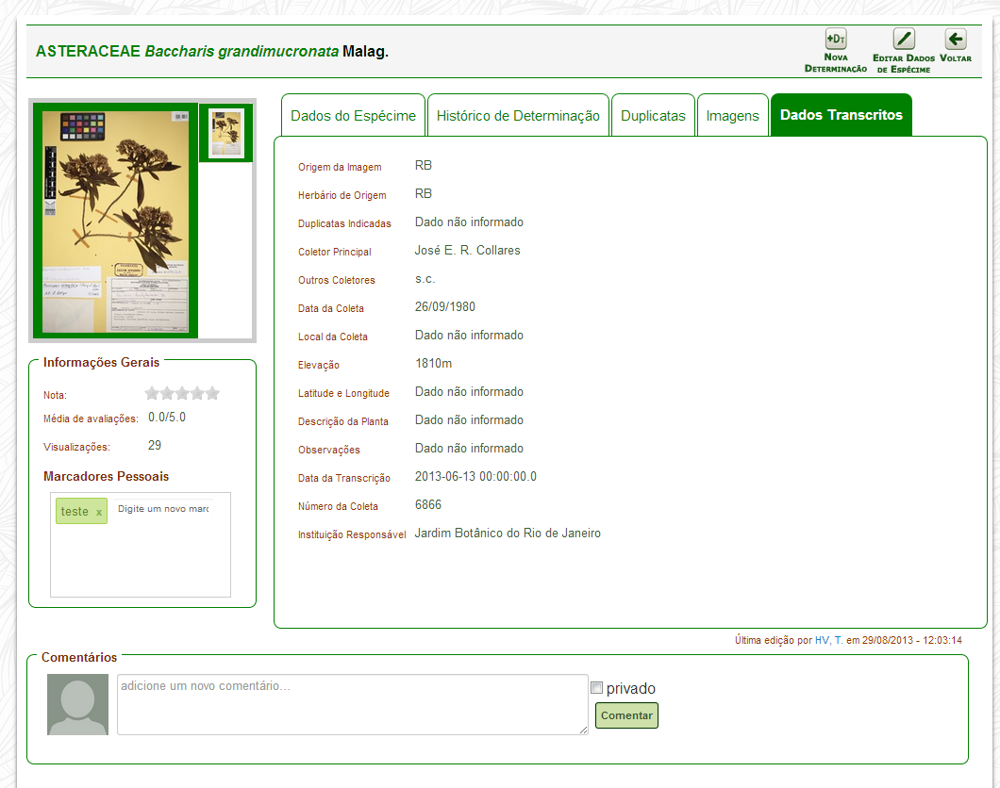 ASTERACEAE Baccharis grandimucronata Malag.
+DT
NOVA
DETERMINAÇÃO
EDITAR DADOS
DE ESPÉCIME
VOLTAR
Dados do Espécime
Histórico de Determinação
Duplicatas
Imagens
Dados Transcritos
Origem da Imagem RB
Herbário de Origem RB
Duplicatas Indicadas Dado não informado
Coletor Principal José E. R. Collares
Outros Coletores s.c.
Data da Coleta 26/09/1980
Local da Coleta Dado não informado
Elevação 1810m
Latitude e Longitude Dado não informado
Descrição da Planta Dado não informado
Observações Dado não informado
Data da Transcrição 2013-06-13 00:00:00.0
Número da Coleta 6866
Instituição Responsável Jardim Botânico do Rio de Janeiro
Informações Gerais
Nota:
Média de avaliações: 0.0/5.0
Visualizações: 29
Marcadores Pessoais
teste x
Digite um novo marc
Última edição por HV, T. em 29/08/2013 - 12:03:14
Comentários
adicione um novo comentário...
privado
Comentar